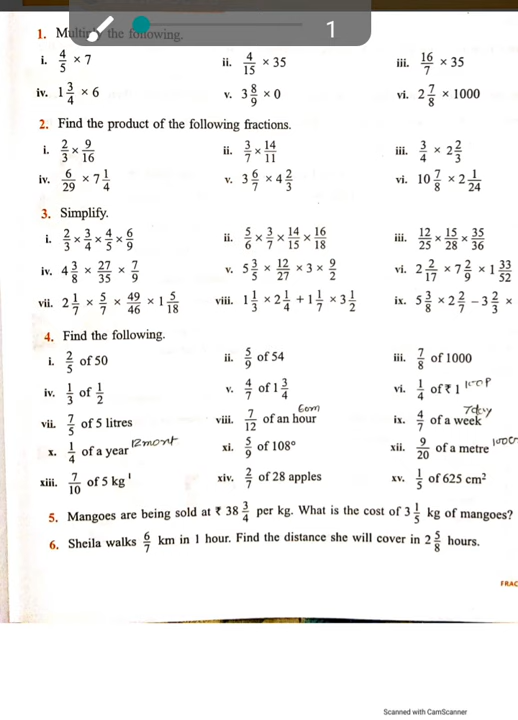 1
1. Multiply the following.
i. 4/5 × 7 ii. 4/15 × 35 iii. 16/7 × 35
iv. 1 3/4 × 6 v. 3 8/9 × 0 vi. 2 7/8 × 1000
2. Find the product of the following fractions.
i. 2/3 × 9/16 ii. 3/7 × 14/11 iii. 3/4 × 2 2/3
iv. 6/29 × 7 1/4 v. 3 6/7 × 4 2/3 vi. 10 7/8 × 2 1/24
3. Simplify.
i. 2/3 × 3/4 × 4/5 × 6/9 ii. 5/6 × 3/7 × 14/15 × 16/18 iii. 12/25 × 15/28 × 35/36
iv. 4 3/8 × 27/35 × 7/9 v. 5 3/5 × 12/27 × 3 × 9/2 vi. 2 2/17 × 7 2/9 × 1 33/52
vii. 2 1/7 × 5/7 × 49/46 × 1 5/18 viii. 1 1/3 × 2 1/4 + 1 1/7 × 3 1/2 ix. 5 3/8 × 2 2/7 – 3 2/3 ×
4. Find the following.
i. 2/5 of 50 ii. 5/9 of 54 iii. 7/8 of 1000
iv. 1/3 of 1/2 v. 4/7 of 1 3/4 vi. 1/4 of ₹ 1
vii. 7/5 of 5 litres viii. 7/12 of an hour ix. 4/7 of a week 7day
x. 1/4 of a year 12mont xi. 5/9 of 108° xii. 9/20 of a metre
xiii. 7/10 of 5 kg xiv. 2/7 of 28 apples xv. 1/5 of 625 cm²
5. Mangoes are being sold at ₹ 38 3/4 per kg. What is the cost of 3 1/5 kg of mangoes?
6. Sheila walks 6/7 km in 1 hour. Find the distance she will cover in 2 5/8 hours.
FRAC
Scanned with CamScanner